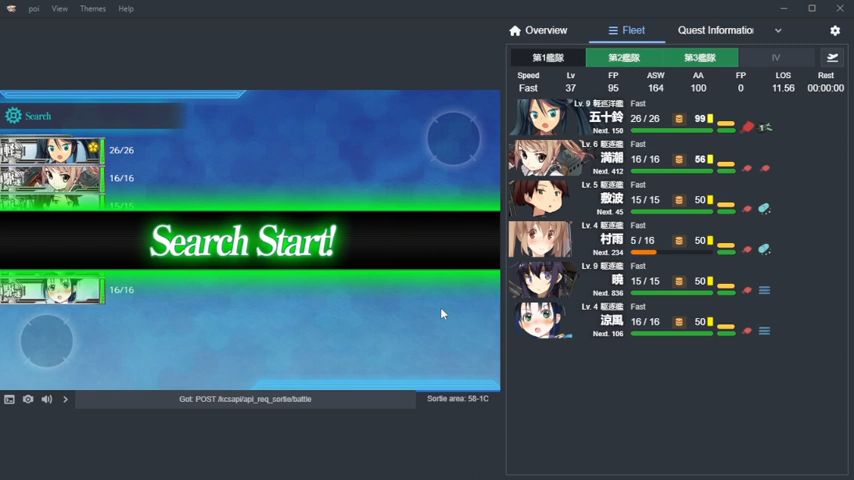 poi View Themes Help
Overview Fleet Quest Informatio
第1艦隊 第2艦隊 第3艦隊 IV
Speed Lv FP ASW AA FP LOS Rest
Fast 37 95 164 100 0 11.56 00:00:00
Search
26/26
16/16
15/15
Search Start!
16/16
Lv. 9 軽巡洋艦 Fast
五十鈴 26 / 26 99
Next. 150
Lv. 6 駆逐艦 Fast
満潮 16 / 16 56
Next. 412
Lv. 5 駆逐艦 Fast
敷波 15 / 15 50
Next. 45
Lv. 4 駆逐艦 Fast
村雨 5 / 16 50
Next. 234
Lv. 9 駆逐艦 Fast
暁 15 / 15 50
Next. 836
Lv. 4 駆逐艦 Fast
涼風 16 / 16 50
Next. 106
Got: POST /kcsapi/api_req_sortie/battle
Sortie area: 58-1C